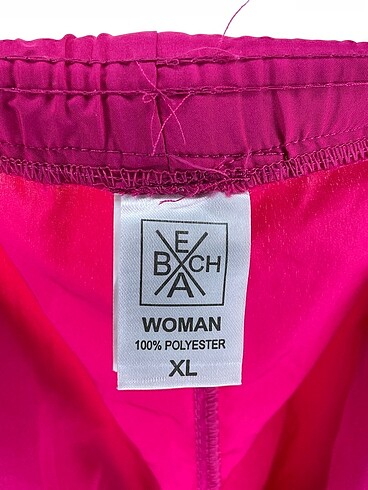 E
B CH
A
WOMAN
100% POLYESTER
XL